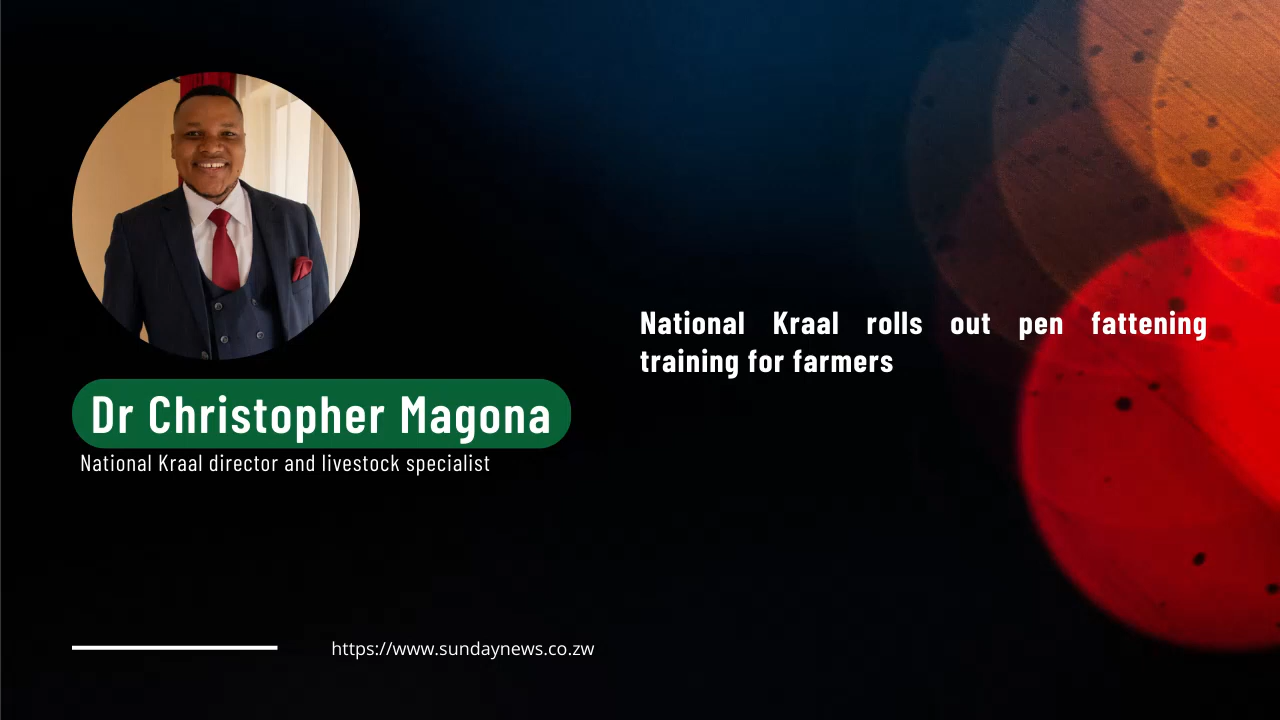 Dr Christopher Magona
National Kraal director and livestock specialist
National Kraal rolls out pen fattening
training for farmers
https://www.sundaynews.co.zw